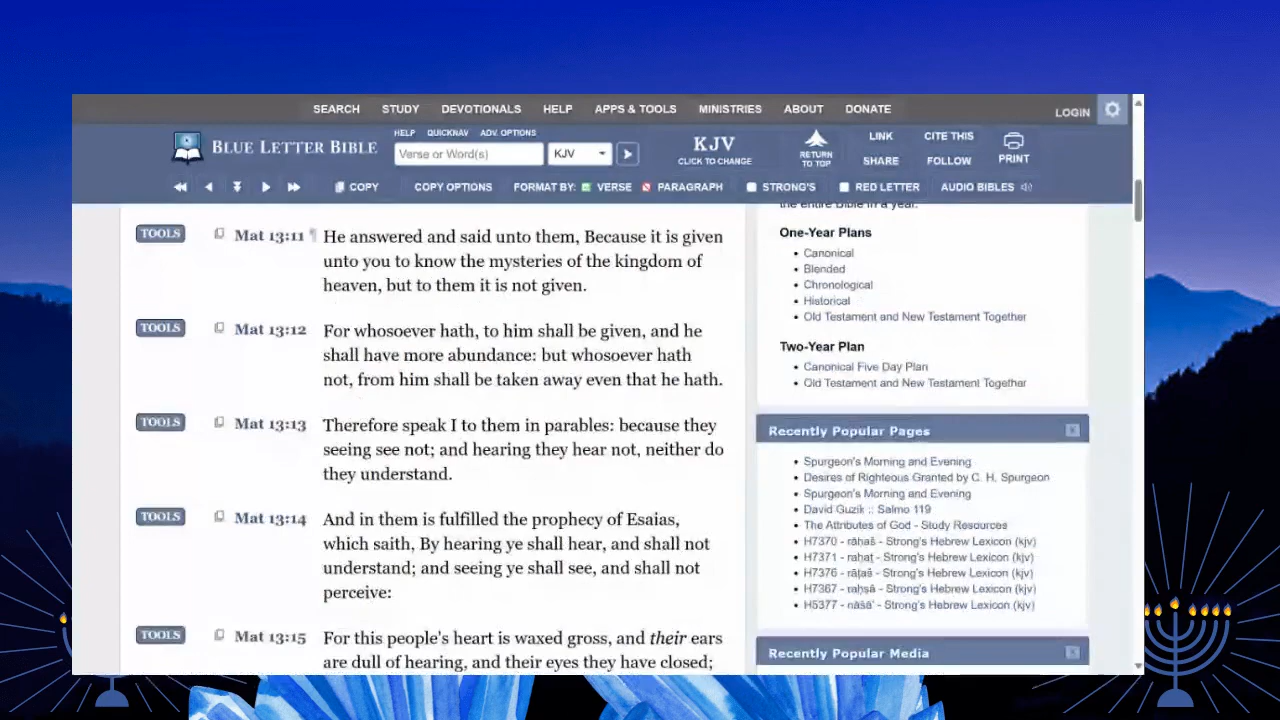 SEARCH STUDY DEVOTIONALS HELP APPS & TOOLS MINISTRIES ABOUT DONATE LOGIN
HELP QUICKNAV ADV. OPTIONS
BLUE LETTER BIBLE
Verse or Word(s) KJV
KJV
CLICK TO CHANGE
RETURN
TO TOP
LINK CITE THIS
SHARE FOLLOW
PRINT
COPY COPY OPTIONS FORMAT BY: VERSE PARAGRAPH STRONG'S RED LETTER AUDIO BIBLES
TOOLS Mat 13:11 ¶ He answered and said unto them, Because it is given
unto you to know the mysteries of the kingdom of
heaven, but to them it is not given.
TOOLS Mat 13:12 For whosoever hath, to him shall be given, and he
shall have more abundance: but whosoever hath
not, from him shall be taken away even that he hath.
TOOLS Mat 13:13 Therefore speak I to them in parables: because they
seeing see not; and hearing they hear not, neither do
they understand.
TOOLS Mat 13:14 And in them is fulfilled the prophecy of Esaias,
which saith, By hearing ye shall hear, and shall not
understand; and seeing ye shall see, and shall not
perceive:
TOOLS Mat 13:15 For this people's heart is waxed gross, and their ears
are dull of hearing, and their eyes they have closed;
the entire Bible in a year.
One-Year Plans
• Canonical
• Blended
• Chronological
• Historical
• Old Testament and New Testament Together
Two-Year Plan
• Canonical Five Day Plan
• Old Testament and New Testament Together
Recently Popular Pages
• Spurgeon's Morning and Evening
• Desires of Righteous Granted by C. H. Spurgeon
• Spurgeon's Morning and Evening
• David Guzik :: Salmo 119
• The Attributes of God - Study Resources
• H7370 - rāḥaš - Strong's Hebrew Lexicon (kjv)
• H7371 - raḥaṯ - Strong's Hebrew Lexicon (kjv)
• H7376 - rāṭaš - Strong's Hebrew Lexicon (kjv)
• H7367 - raḥṣâ - Strong's Hebrew Lexicon (kjv)
• H5377 - nāšā' - Strong's Hebrew Lexicon (kjv)
Recently Popular Media